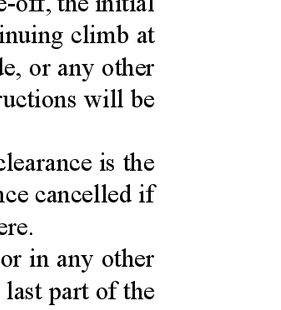 e-off, the initial
inuing climb at
de, or any other
ructions will be
clearance is the
nce cancelled if
ere.
or in any other
last part of the